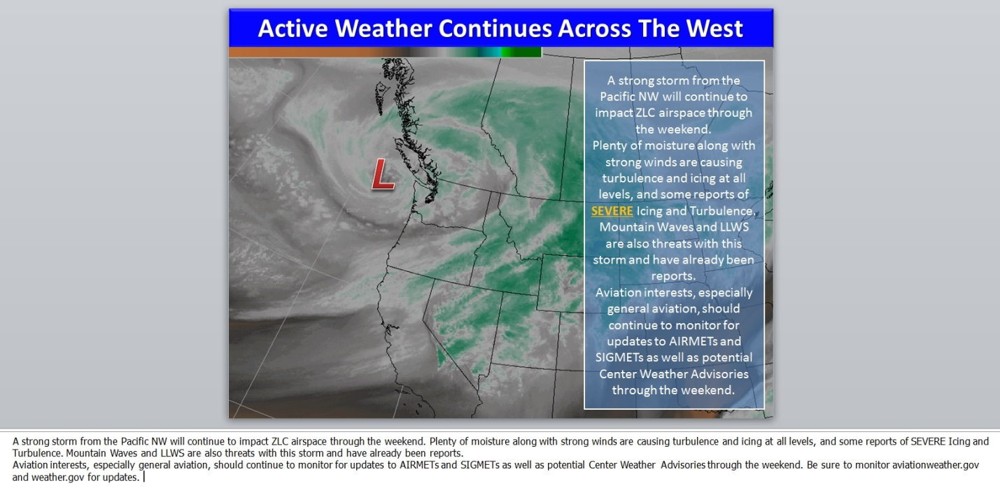 Active Weather Continues Across The West
L
A strong storm from the
Pacific NW will continue to
impact ZLC airspace through
the weekend.
Plenty of moisture along with
strong winds are causing
turbulence and icing at all
levels, and some reports of
SEVERE Icing and Turbulence.
Mountain Waves and LLWS
are also threats with this
storm and have already been
reports.
Aviation interests, especially
general aviation, should
continue to monitor for
updates to AIRMETs and
SIGMETs as well as potential
Center Weather Advisories
through the weekend.
A strong storm from the Pacific NW will continue to impact ZLC airspace through the weekend. Plenty of moisture along with strong winds are causing turbulence and icing at all levels, and some reports of SEVERE Icing and
Turbulence. Mountain Waves and LLWS are also threats with this storm and have already been reports.
Aviation interests, especially general aviation, should continue to monitor for updates to AIRMETs and SIGMETs as well as potential Center Weather Advisories through the weekend. Be sure to monitor aviationweather.gov
and weather.gov for updates.